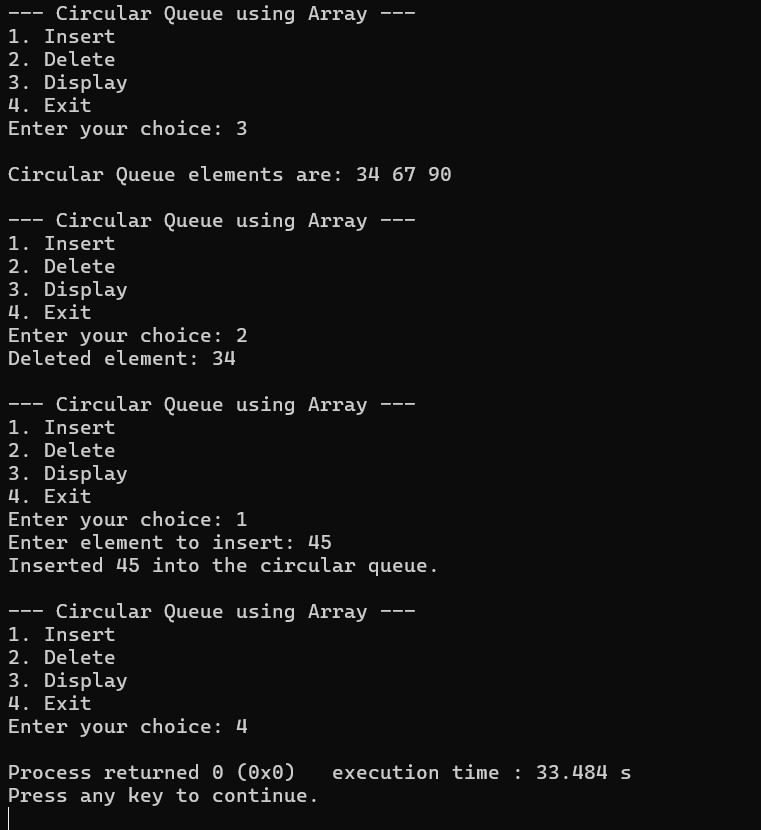 --- Circular Queue using Array ---
1. Insert
2. Delete
3. Display
4. Exit
Enter your choice: 3
Circular Queue elements are: 34 67 90
--- Circular Queue using Array ---
1. Insert
2. Delete
3. Display
4. Exit
Enter your choice: 2
Deleted element: 34
--- Circular Queue using Array ---
1. Insert
2. Delete
3. Display
4. Exit
Enter your choice: 1
Enter element to insert: 45
Inserted 45 into the circular queue.
--- Circular Queue using Array ---
1. Insert
2. Delete
3. Display
4. Exit
Enter your choice: 4
Process returned 0 (0x0)   execution time : 33.484 s
Press any key to continue.